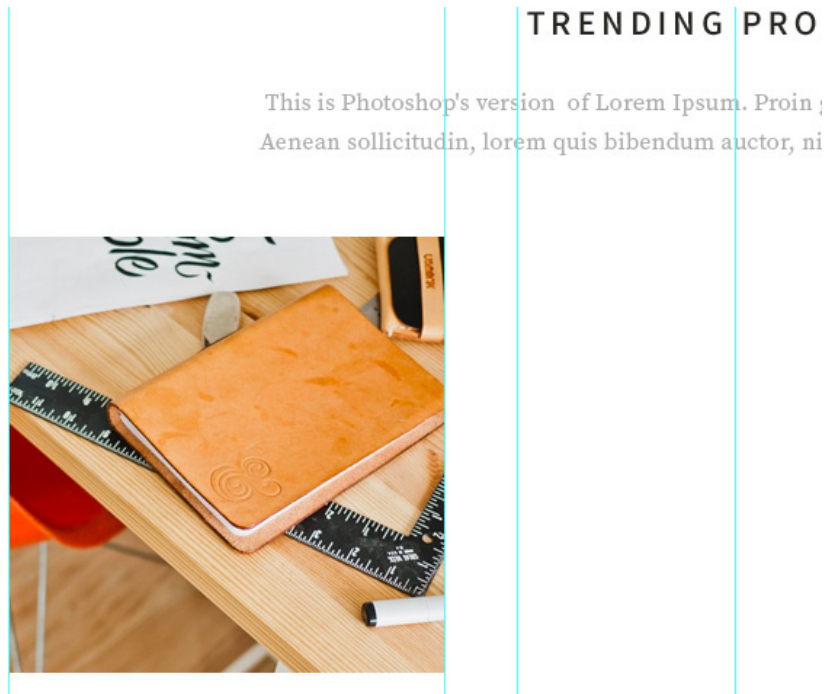 TRENDING PRO
This is Photoshop's version  of Lorem Ipsum. Proin g
Aenean sollicitudin, lorem quis bibendum auctor, ni